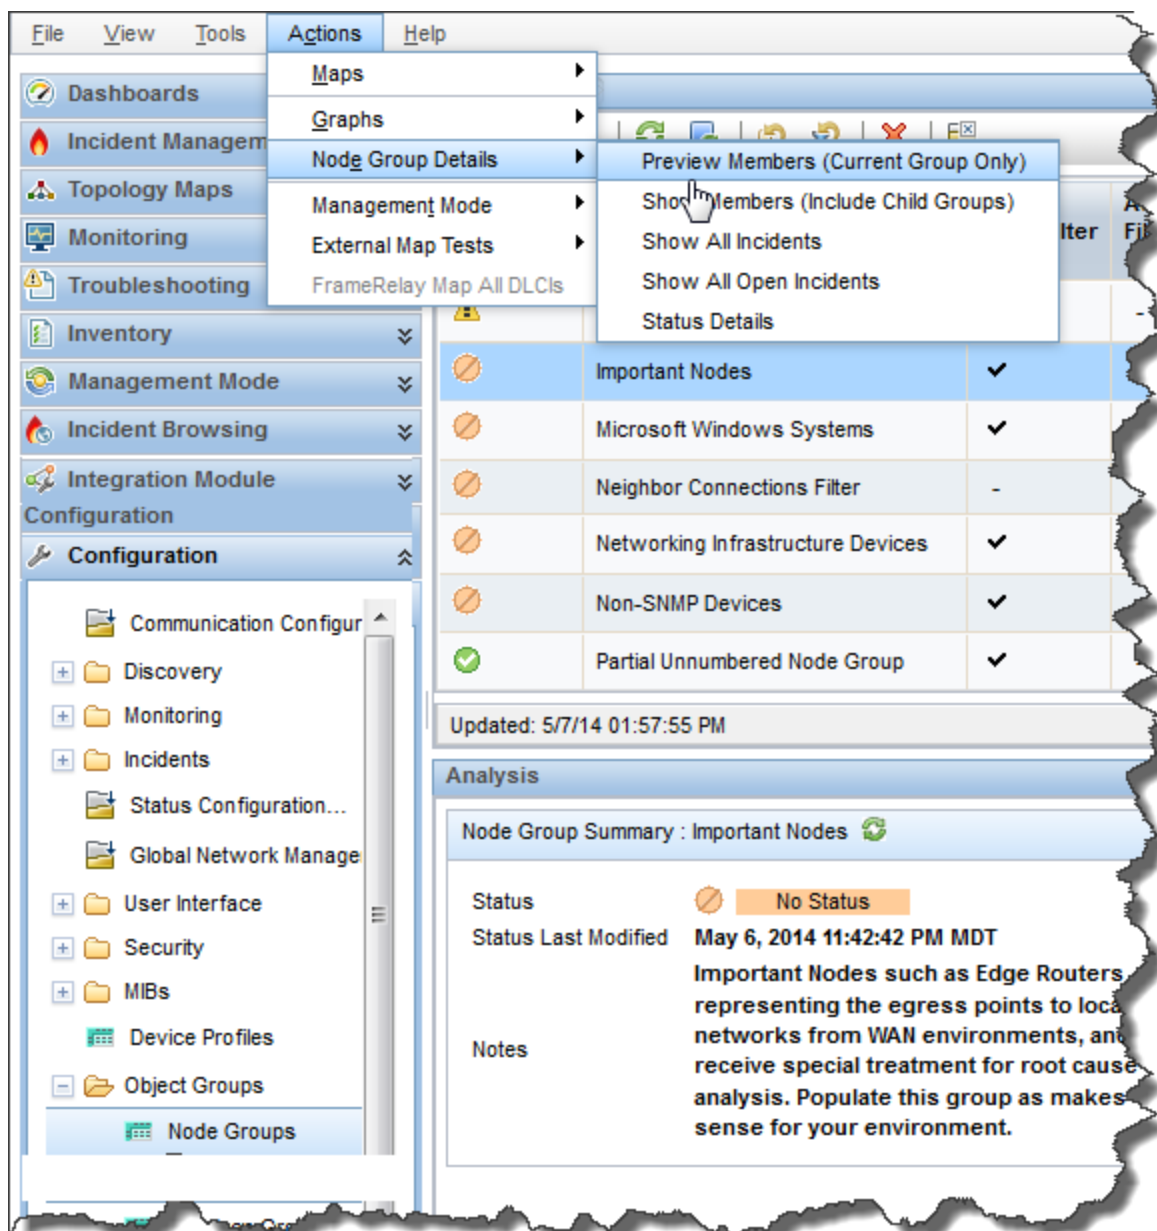 File View Tools Actions Help
Maps
Graphs
Node Group Details
Management Mode
External Map Tests
FrameRelay Map All DLCIs
Preview Members (Current Group Only)
Members (Include Child Groups)
Show All Incidents
Show All Open Incidents
Status Details
Dashboards
Incident Managem
Topology Maps
Monitoring
Troubleshooting
Inventory
Management Mode
Incident Browsing
Integration Module
Configuration
Configuration
Communication Configur
Discovery
Monitoring
Incidents
Status Configuration...
Global Network Manage
User Interface
Security
MIBs
Device Profiles
Object Groups
Node Groups
lter
Important Nodes
Microsoft Windows Systems
Neighbor Connections Filter -
Networking Infrastructure Devices
Non-SNMP Devices
Partial Unnumbered Node Group
Updated: 5/7/14 01:57:55 PM
Analysis
Node Group Summary : Important Nodes
Status No Status
Status Last Modified May 6, 2014 11:42:42 PM MDT
Notes
Important Nodes such as Edge Routers,
representing the egress points to loca
networks from WAN environments, and
receive special treatment for root cause
analysis. Populate this group as makes
sense for your environment.